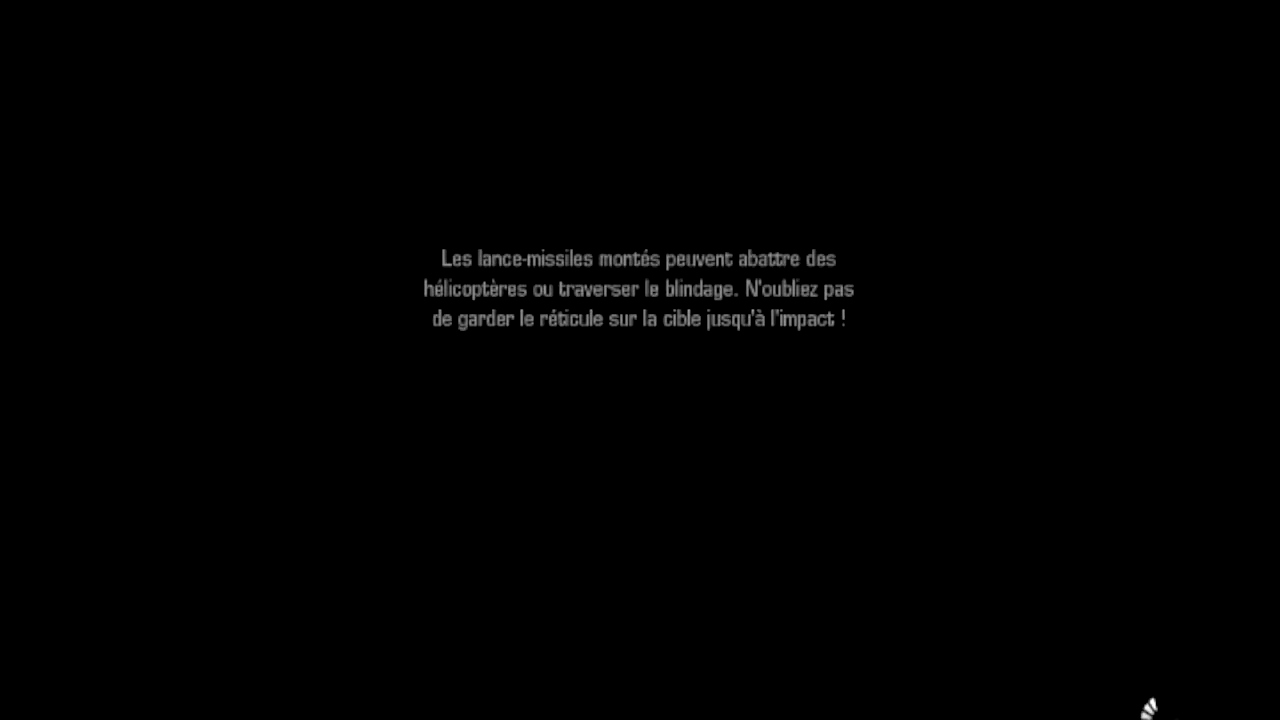 Les lance-missiles montés peuvent abattre des
hélicoptères ou traverser le blindage. N'oubliez pas
de garder le réticule sur la cible jusqu'à l'impact !